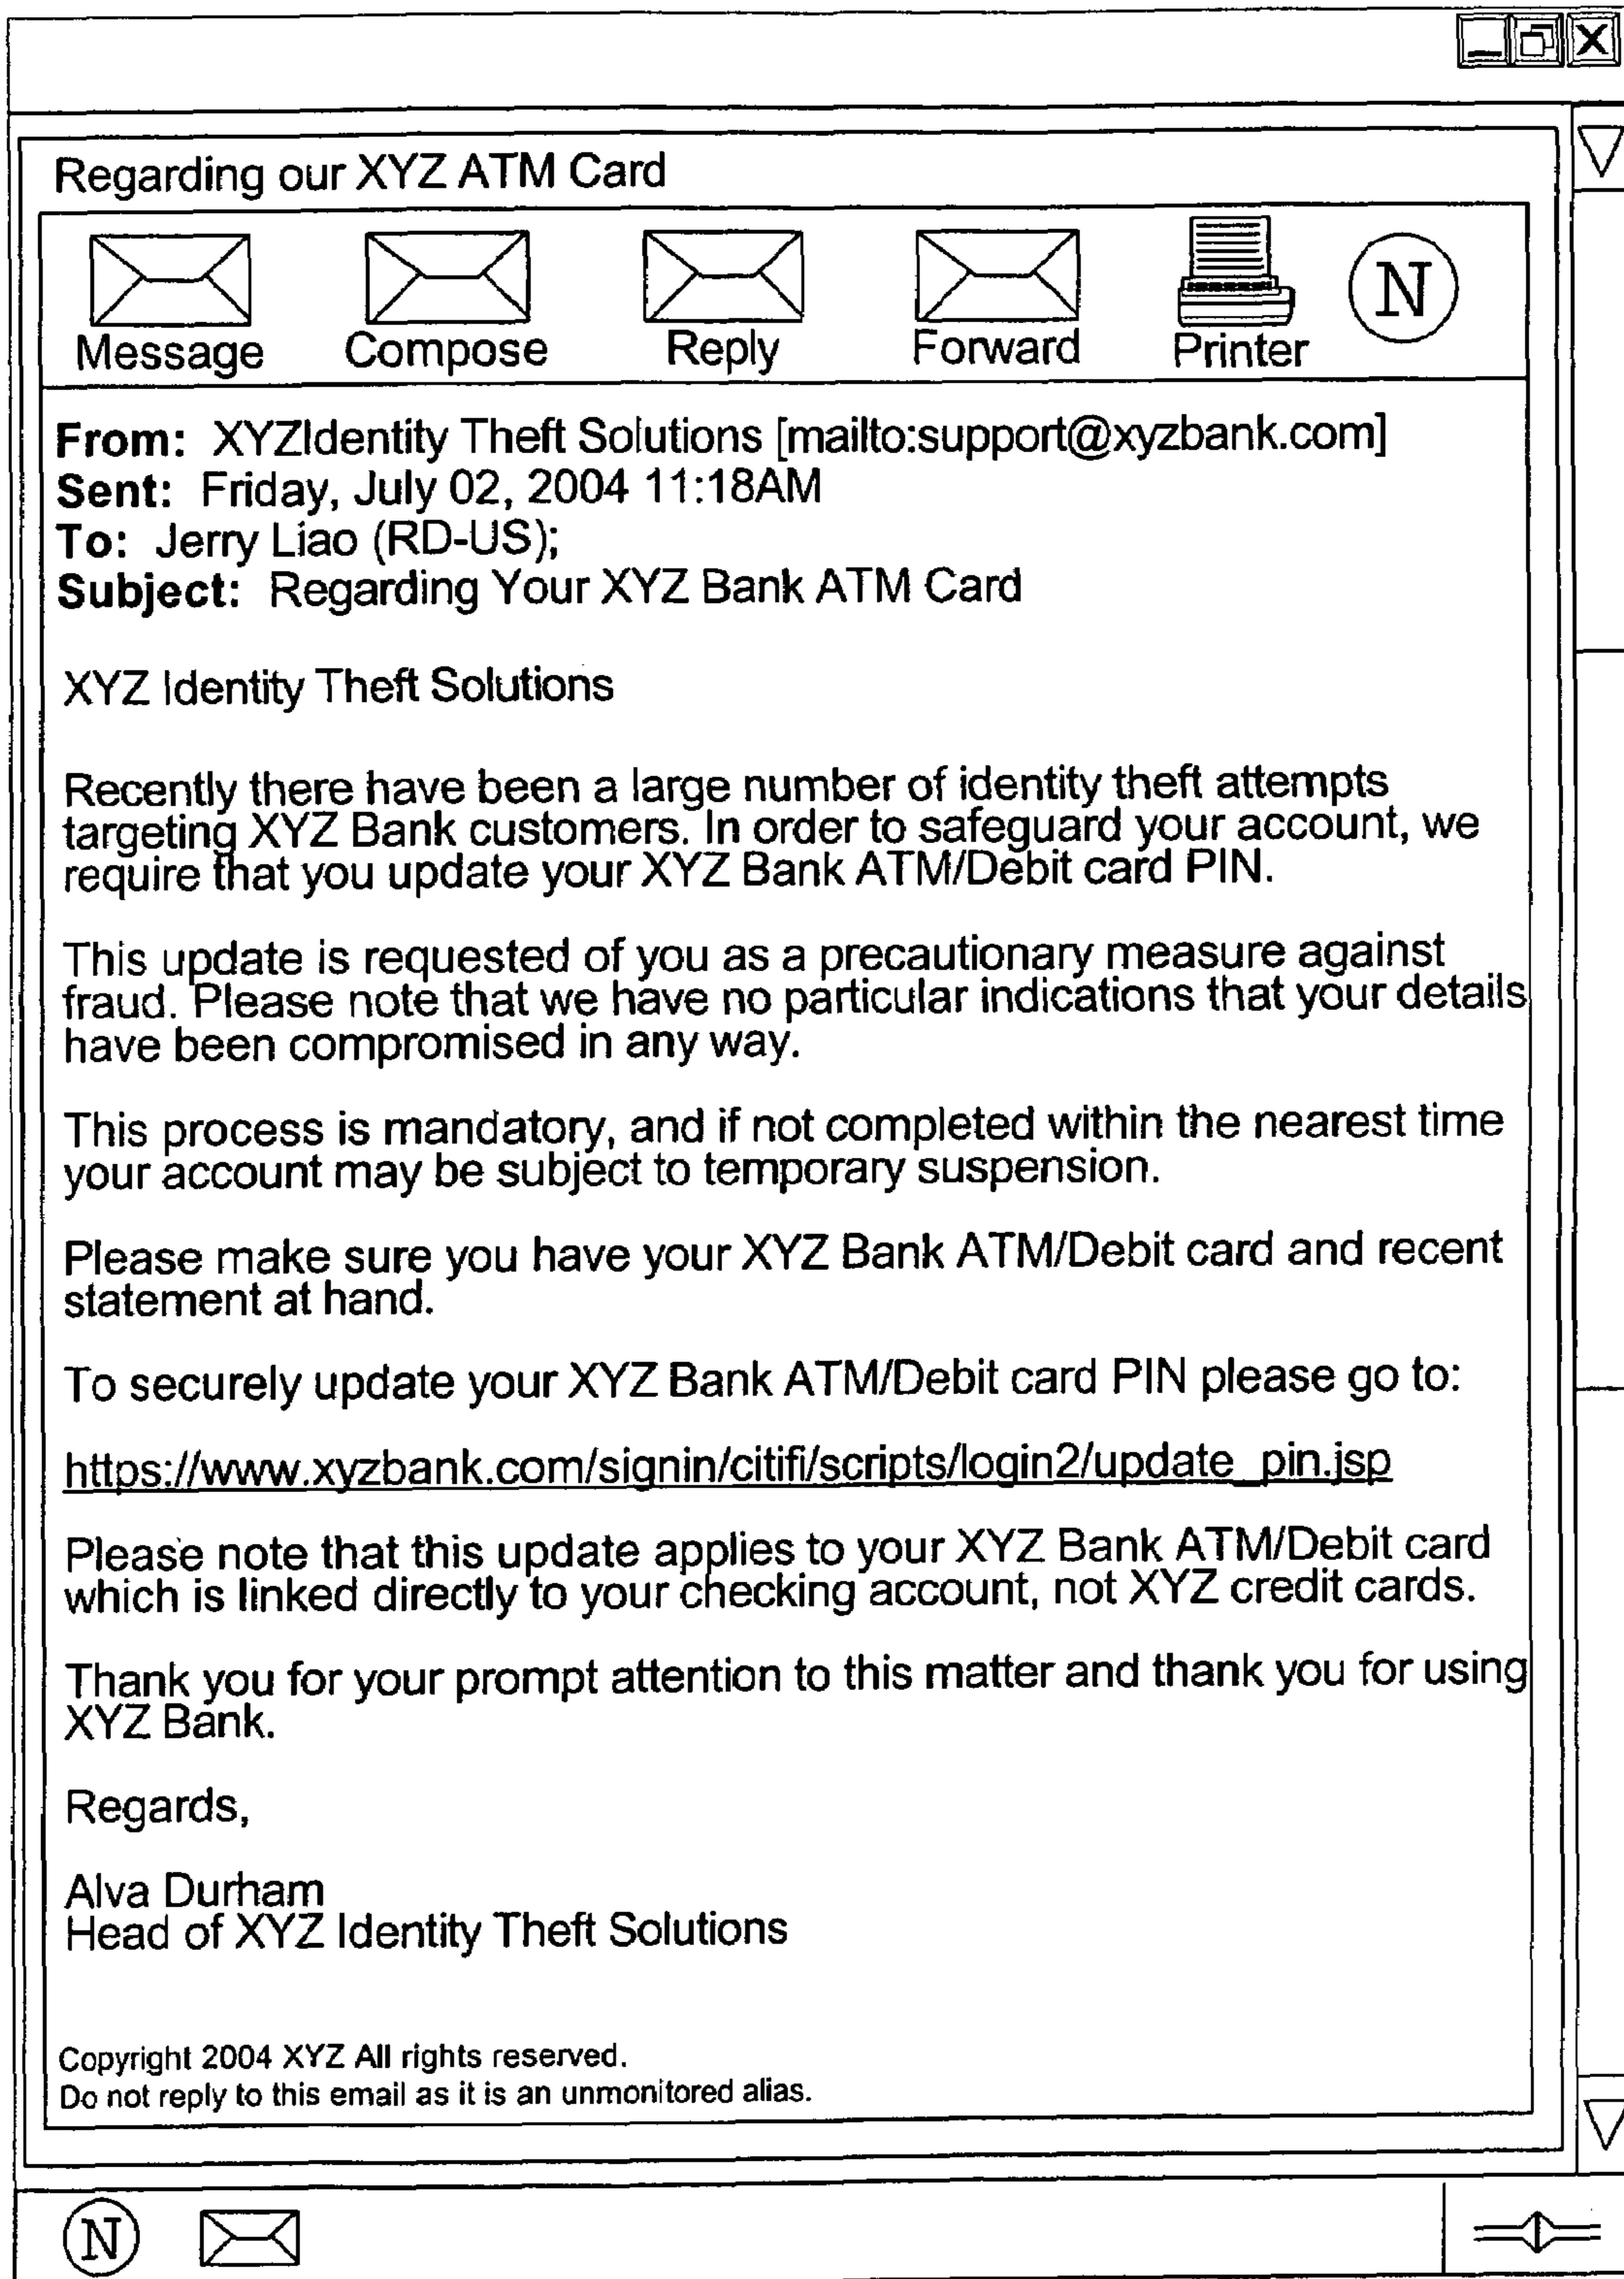 Regarding our XYZ ATM Card
Message Compose Reply Forward Printer N
From: XYZIdentity Theft Solutions [mailto:support@xyzbank.com]
Sent: Friday, July 02, 2004 11:18AM
To: Jerry Liao (RD-US);
Subject: Regarding Your XYZ Bank ATM Card
XYZ Identity Theft Solutions
Recently there have been a large number of identity theft attempts
targeting XYZ Bank customers. In order to safeguard your account, we
require that you update your XYZ Bank ATM/Debit card PIN.
This update is requested of you as a precautionary measure against
fraud. Please note that we have no particular indications that your details
have been compromised in any way.
This process is mandatory, and if not completed within the nearest time
your account may be subject to temporary suspension.
Please make sure you have your XYZ Bank ATM/Debit card and recent
statement at hand.
To securely update your XYZ Bank ATM/Debit card PIN please go to:
https://www.xyzbank.com/signin/citifi/scripts/login2/update_pin.jsp
Please note that this update applies to your XYZ Bank ATM/Debit card
which is linked directly to your checking account, not XYZ credit cards.
Thank you for your prompt attention to this matter and thank you for using
XYZ Bank.
Regards,
Alva Durham
Head of XYZ Identity Theft Solutions
Copyright 2004 XYZ All rights reserved.
Do not reply to this email as it is an unmonitored alias.
N